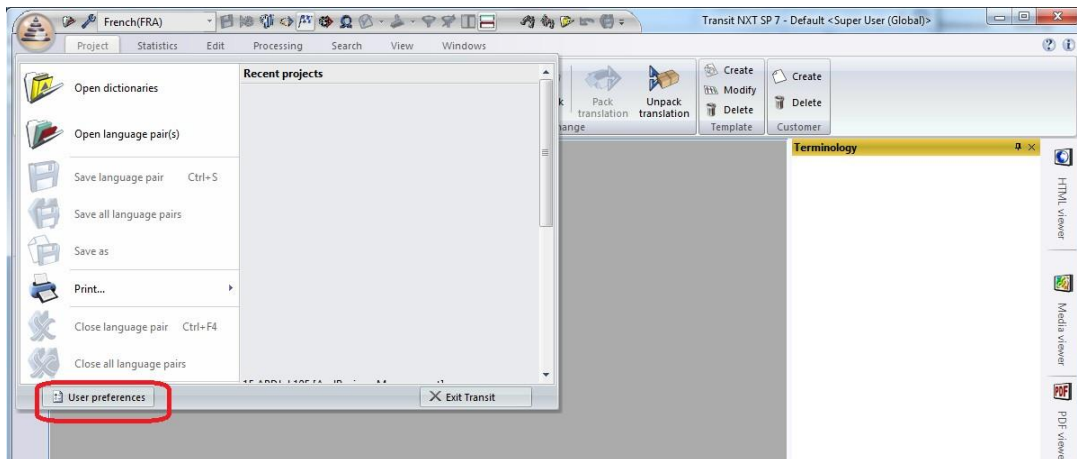 French(FRA)
Transit NXT SP 7 - Default <Super User (Global)>
Project Statistics Edit Processing Search View Windows
Recent projects
Open dictionaries
Open language pair(s)
Save language pair Ctrl+S
Save all language pairs
Save as
Print...
Close language pair Ctrl+F4
Close all language pairs
User preferences
Exit Transit
Pack translation
Unpack translation
Create
Modify
Delete
Template
Create
Delete
Customer
Terminology
HTML viewer
Media viewer
PDF
PDF viewe